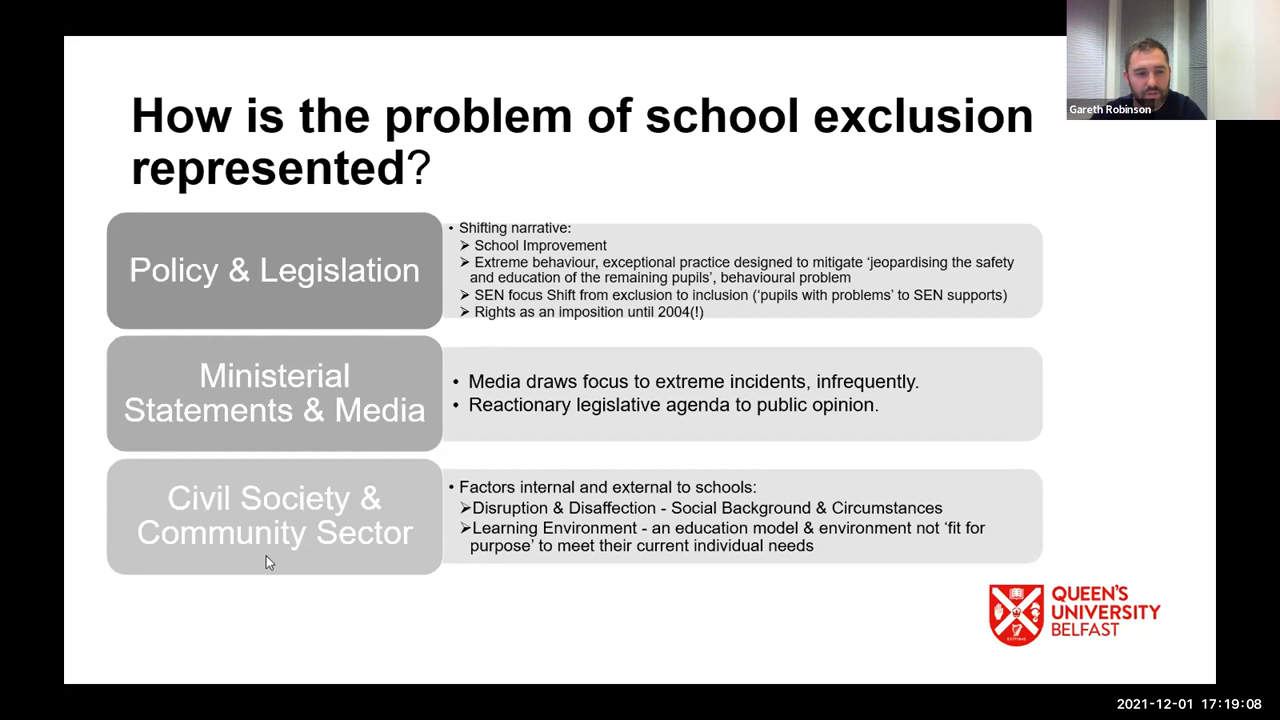 Gareth Robinson
How is the problem of school exclusion
represented?
Policy & Legislation
• Shifting narrative:
➢ School Improvement
➢ Extreme behaviour, exceptional practice designed to mitigate ‘jeopardising the safety
and education of the remaining pupils’, behavioural problem
➢ SEN focus Shift from exclusion to inclusion (‘pupils with problems’ to SEN supports)
➢ Rights as an imposition until 2004(!)
Ministerial
Statements & Media
• Media draws focus to extreme incidents, infrequently.
• Reactionary legislative agenda to public opinion.
Civil Society &
Community Sector
• Factors internal and external to schools:
➢Disruption & Disaffection - Social Background & Circumstances
➢Learning Environment - an education model & environment not ‘fit for
purpose’ to meet their current individual needs
QUEEN'S
UNIVERSITY
BELFAST
2021-12-01 17:19:08